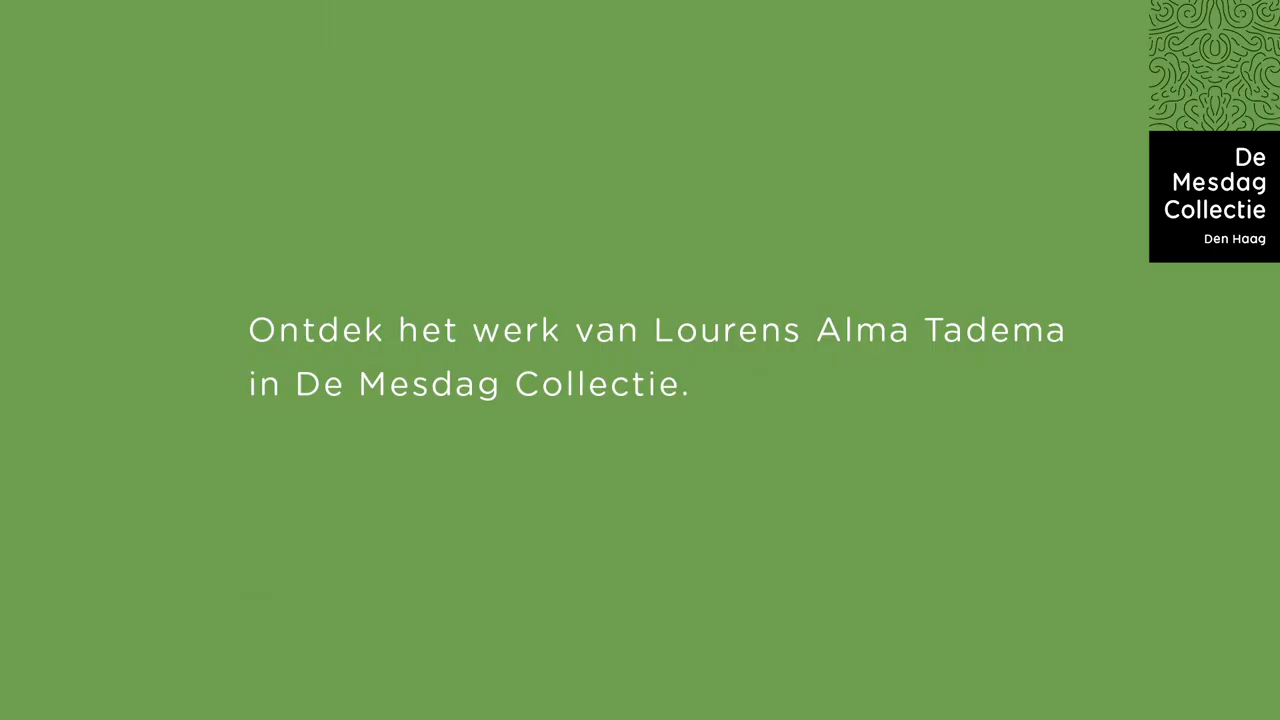 De
Mesdag
Collectie
Den Haag
Ontdek het werk van Lourens Alma Tadema
in De Mesdag Collectie.